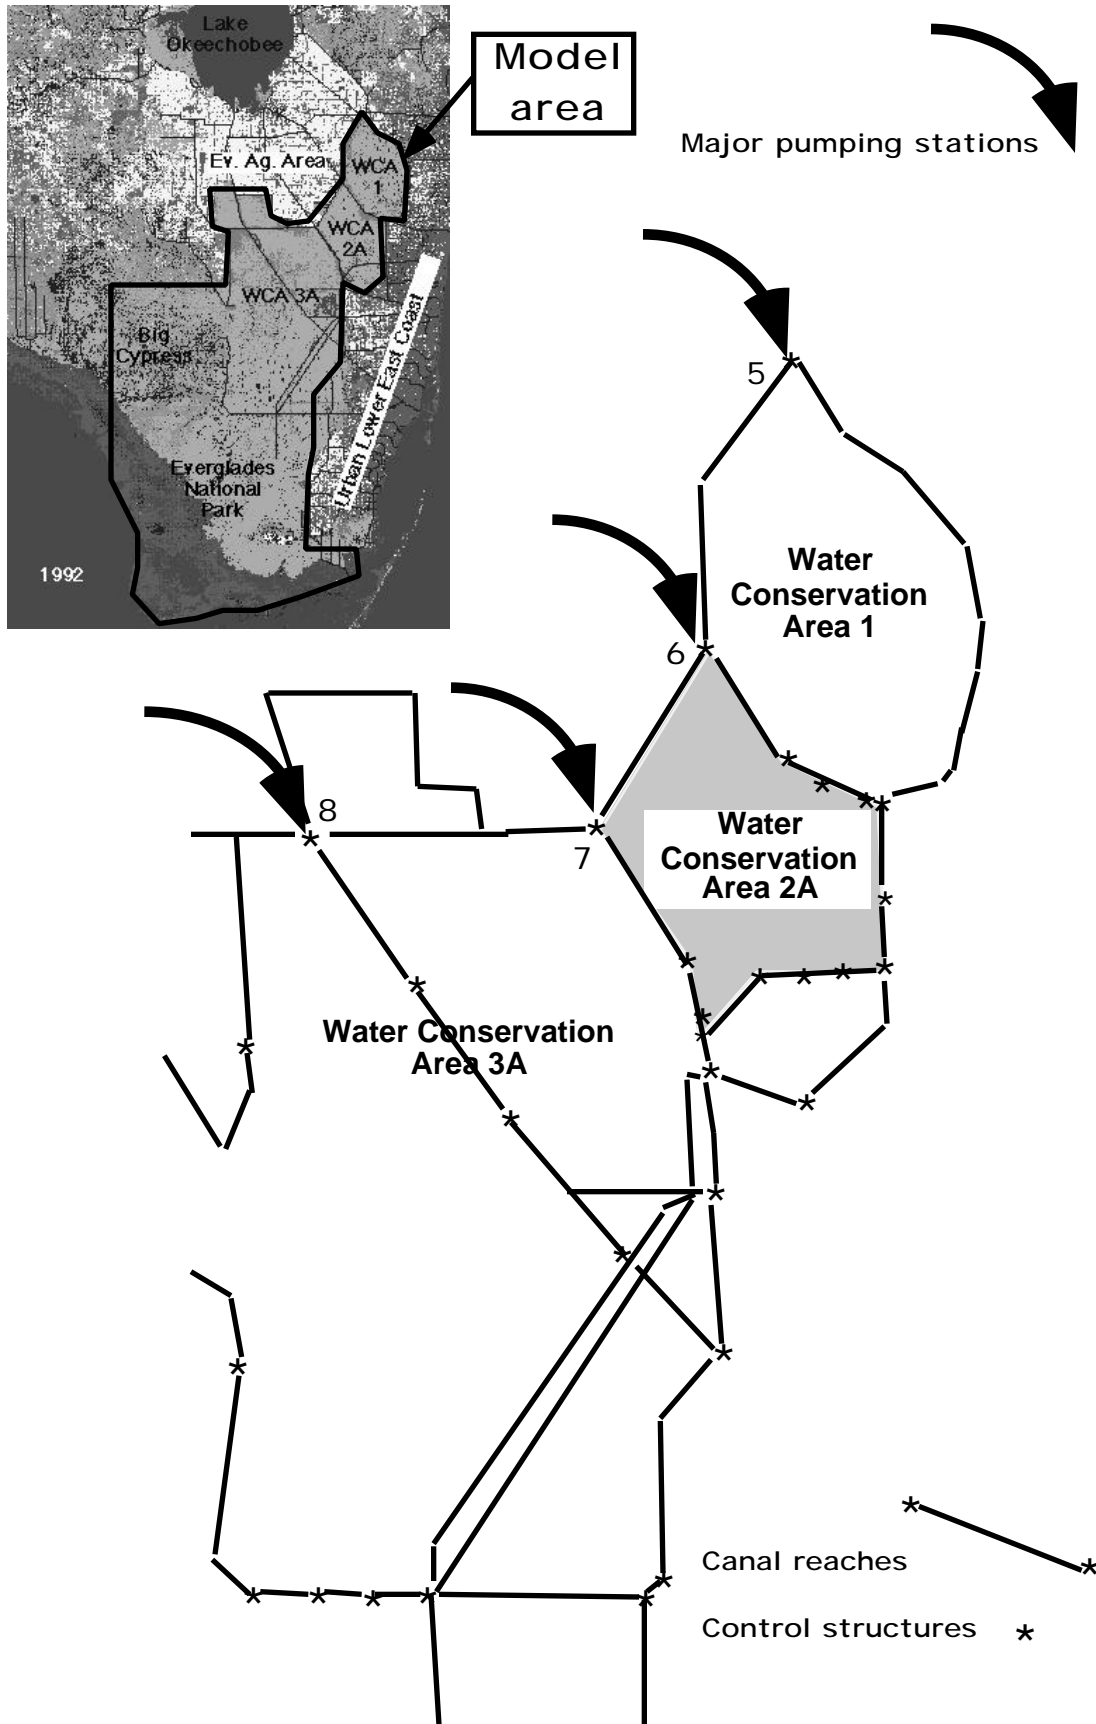 Lake
Okeechobee
Model
area
Major pumping stations
Ev. Ag. Area
WCA
1
WCA
2A
WCA 3A
Big
Cypress
Urban Lower East Coast
Everglades
National
Park
1992
5
Water
Conservation
Area 1
6
8
7
Water
Conservation
Area 2A
Water Conservation
Area 3A
Canal reaches
Control structures